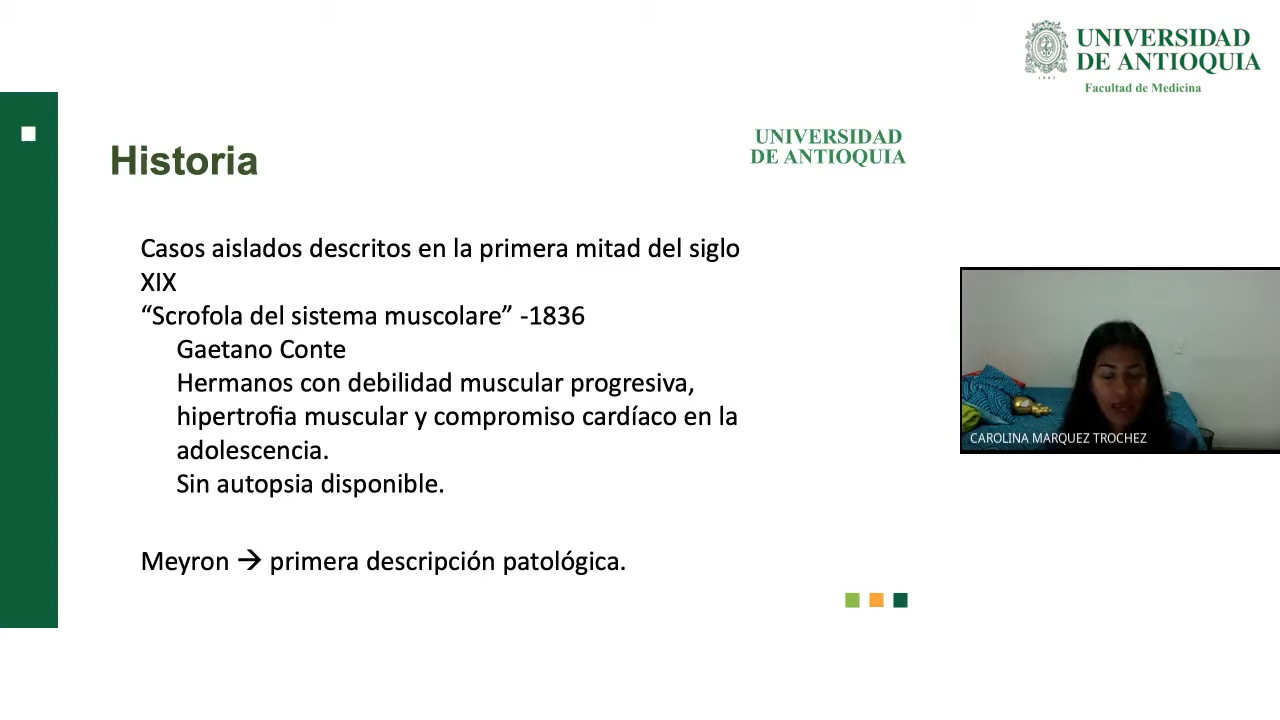 UNIVERSIDAD
DE ANTIOQUIA
Facultad de Medicina
UNIVERSIDAD
DE ANTIOQUIA
Historia
Casos aislados descritos en la primera mitad del siglo
XIX
“Scrofola del sistema muscolare” -1836
Gaetano Conte
Hermanos con debilidad muscular progresiva,
hipertrofia muscular y compromiso cardíaco en la
adolescencia.
Sin autopsia disponible.
Meyron → primera descripción patológica.
CAROLINA MARQUEZ TROCHEZ